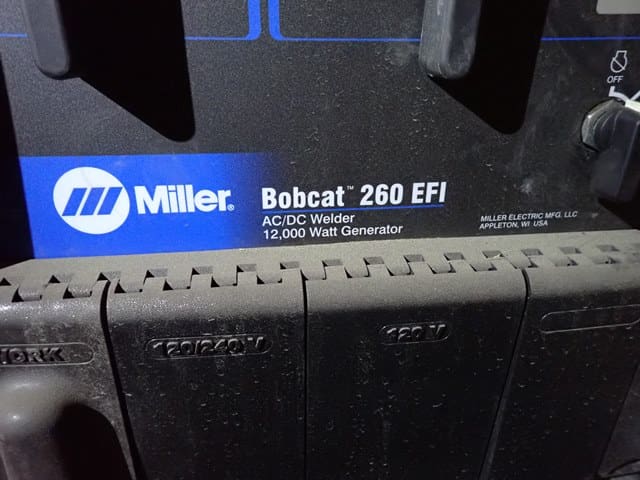 OFF
Miller®
Bobcat™ 260 EFI
AC/DC Welder
12,000 Watt Generator
MILLER ELECTRIC MFG. LLC
APPLETON, WI USA
WORK
120/240 V
120 V